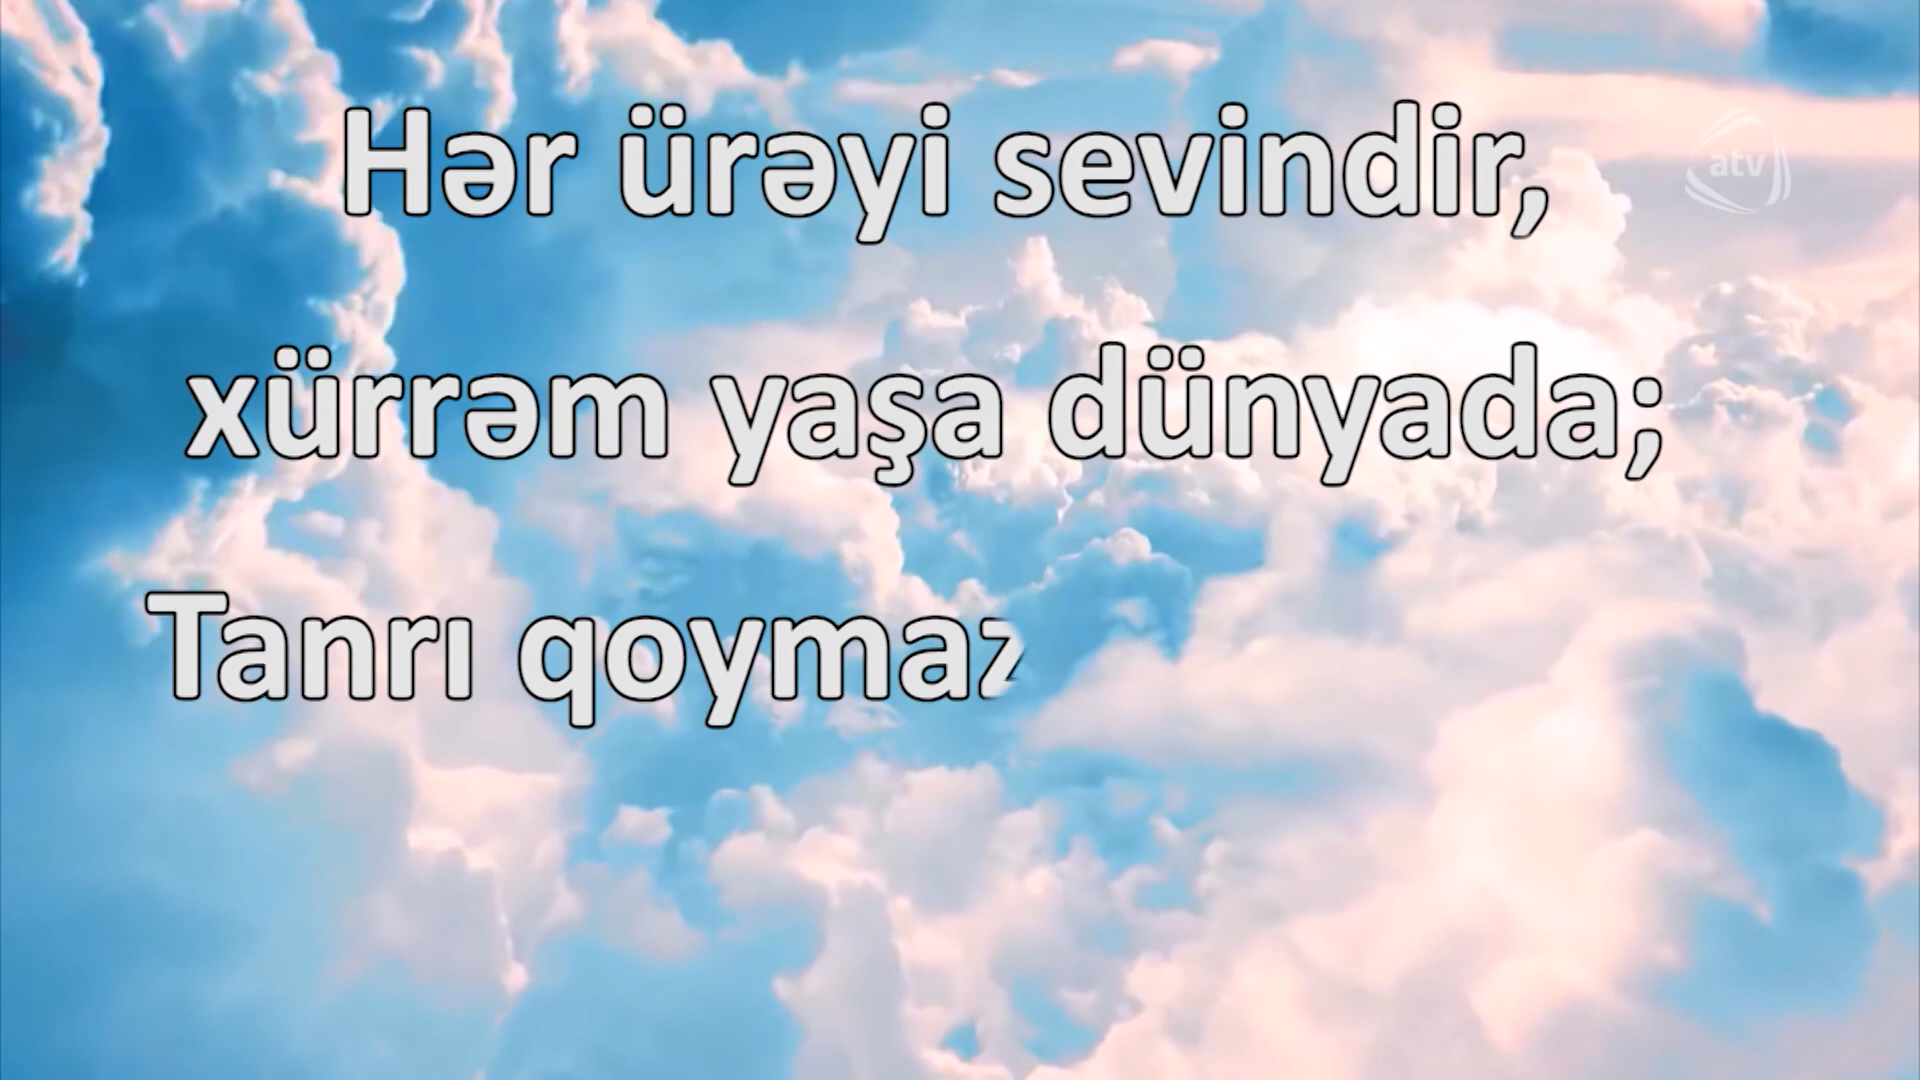 Hər ürəyi sevindir,
atv
xürrəm yaşa dünyada;
Tanrı qoymaz